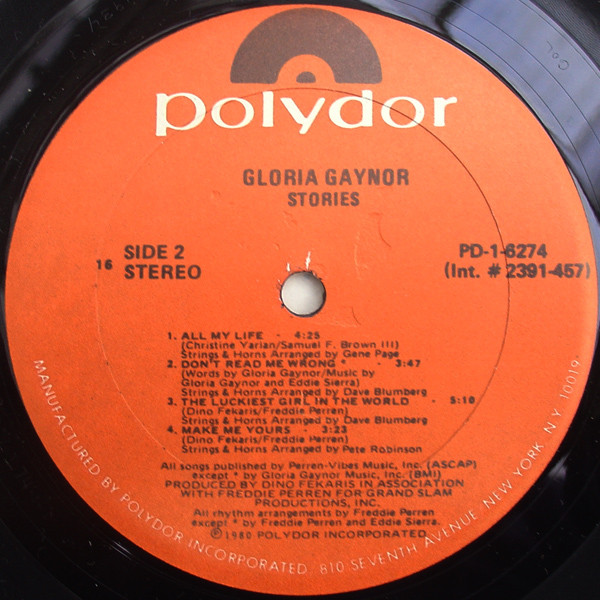 polydor
GLORIA GAYNOR
STORIES
16
SIDE 2
STEREO
PD-1-6274
(Int. # 2391-457)
1. ALL MY LIFE - 4:25
(Christine Yarian/Samuel F. Brown III)
Strings & Horns Arranged by Gene Page
2. DON'T READ ME WRONG * - 3:47
(Words by Gloria Gaynor/Music by
Gloria Gaynor and Eddie Sierra)
Strings & Horns Arranged by Dave Blumberg
3. THE LUCKIEST GIRL IN THE WORLD - 5:10
(Dino Fekaris/Freddie Perren)
Strings & Horns Arranged by Dave Blumberg
4. MAKE ME YOURS - 3:23
(Dino Fekaris/Freddie Perren)
Strings & Horns Arranged by Pete Robinson
All songs published by Perren-Vibes Music, Inc. (ASCAP)
except * by Gloria Gaynor Music, Inc. (BMI)
PRODUCED BY DINO FEKARIS IN ASSOCIATION
WITH FREDDIE PERREN FOR GRAND SLAM
PRODUCTIONS, INC.
All rhythm arrangements by Freddie Perren
except * by Freddie Perren and Eddie Sierra.
Ⓟ1980 POLYDOR INCORPORATED
MANUFACTURED BY POLYDOR INCORPORATED. 810 SEVENTH AVENUE, NEW YORK, N.Y. 10019